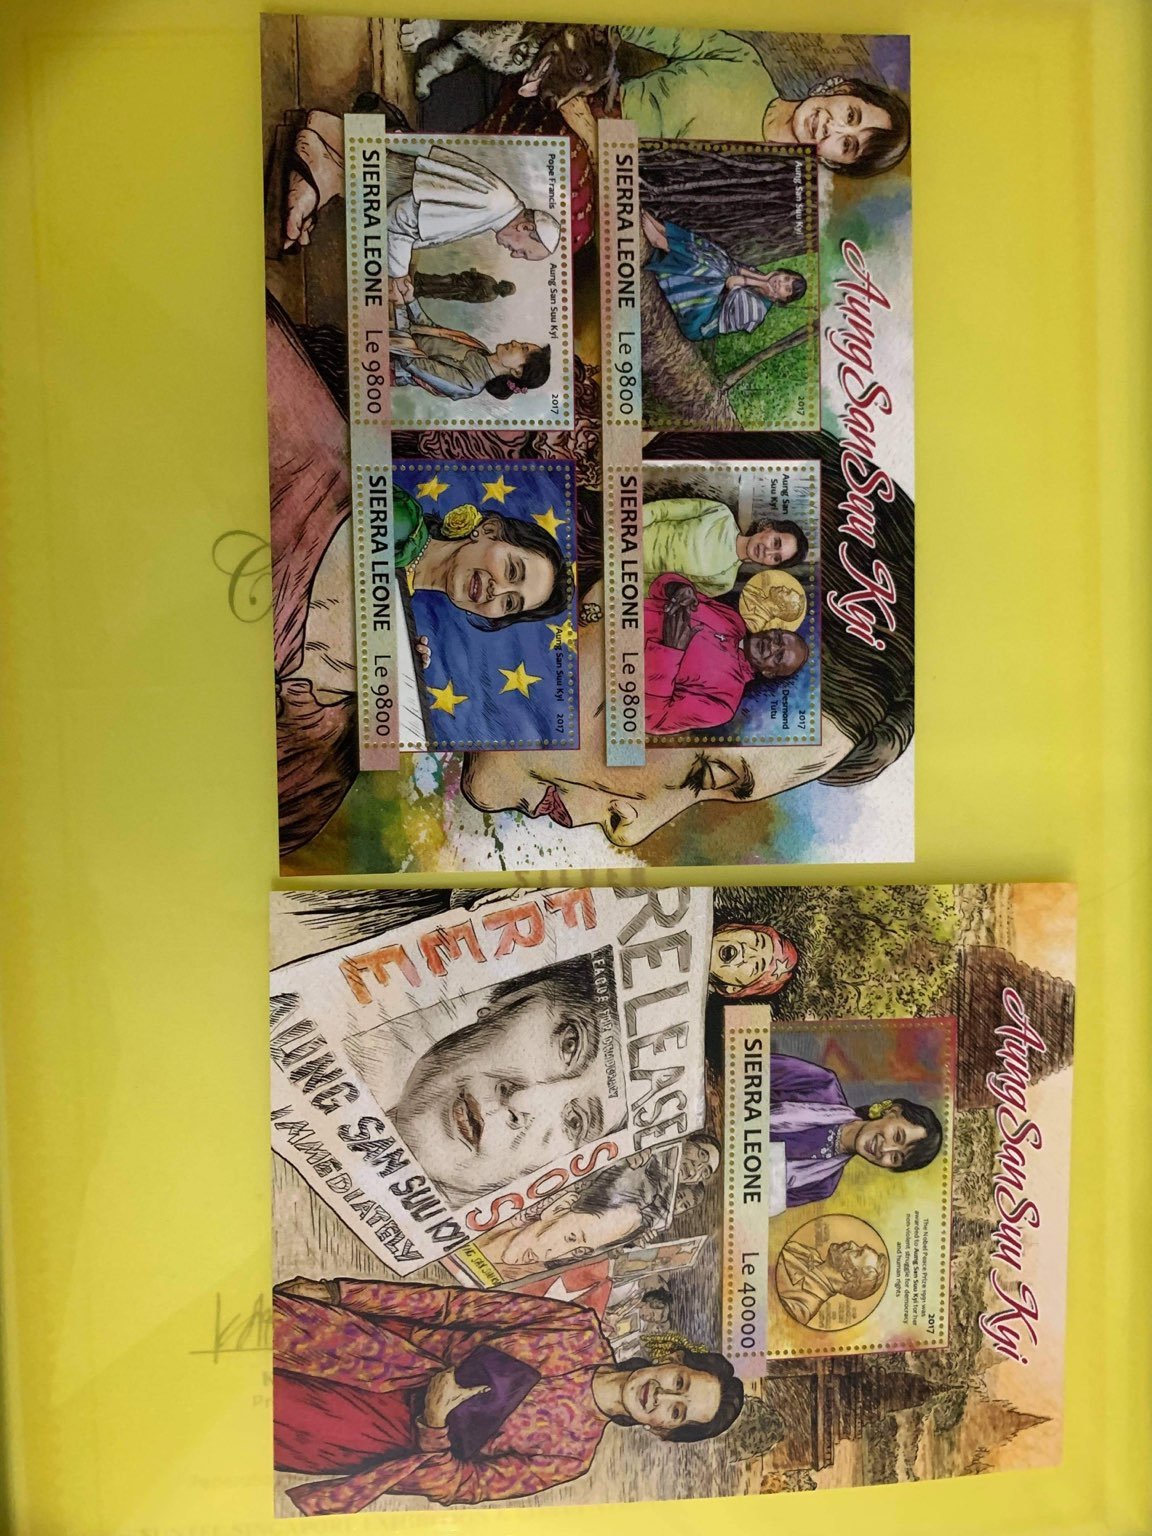 Aung San Suu Kyi
Aung San Suu Kyi 2017
SIERRA LEONE Le 9800
Aung San
Suu Kyi
2017
Desmond
Tutu
SIERRA LEONE Le 9800
Pope Francis Aung San Suu Kyi 2017
SIERRA LEONE Le 9800
Aung San Suu Kyi 2017
SIERRA LEONE Le 9800
Aung San Suu Kyi
2017
The Nobel Peace Prize 1991 was
awarded to Aung San Suu Kyi for her
non-violent struggle for democracy
and human rights
SIERRA LEONE Le 40000
RELEASE
LEAGUE FOR DEMOCRACY
FREE
SOS
AUNG SAN SUU KYI
IMMEDIATELY